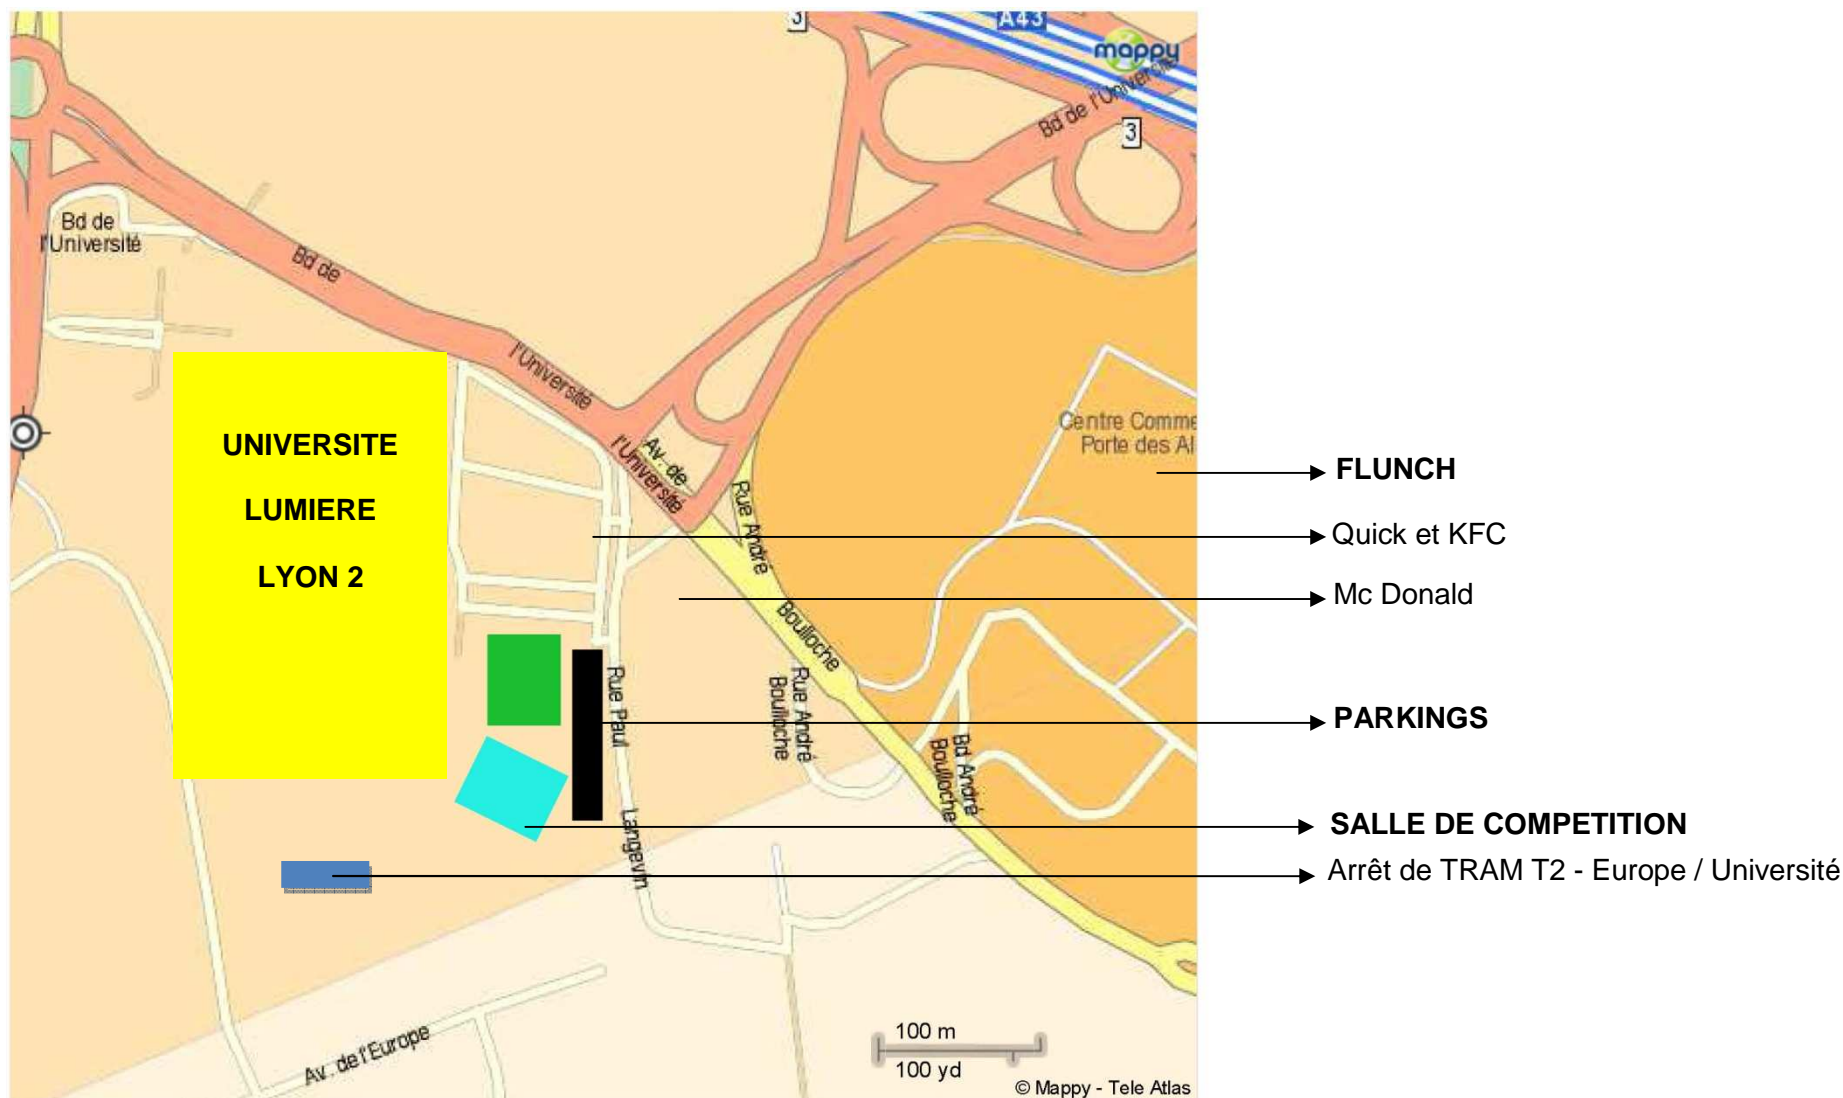 3
A43
mappy
Bd de l'Université
3
Bd de
l'Université
Bd de
l'Université
l'Université
Av. de
Rue André
Boulloche
Centre Comme
Porte des Al
UNIVERSITE
LUMIERE
LYON 2
FLUNCH
Quick et KFC
Mc Donald
Rue Paul
Langevin
Rue André
Boulloche
Bd André
Boulloche
PARKINGS
SALLE DE COMPETITION
Arrêt de TRAM T2 - Europe / Université
Av. de l'Europe
100 m
100 yd
© Mappy - Tele Atlas